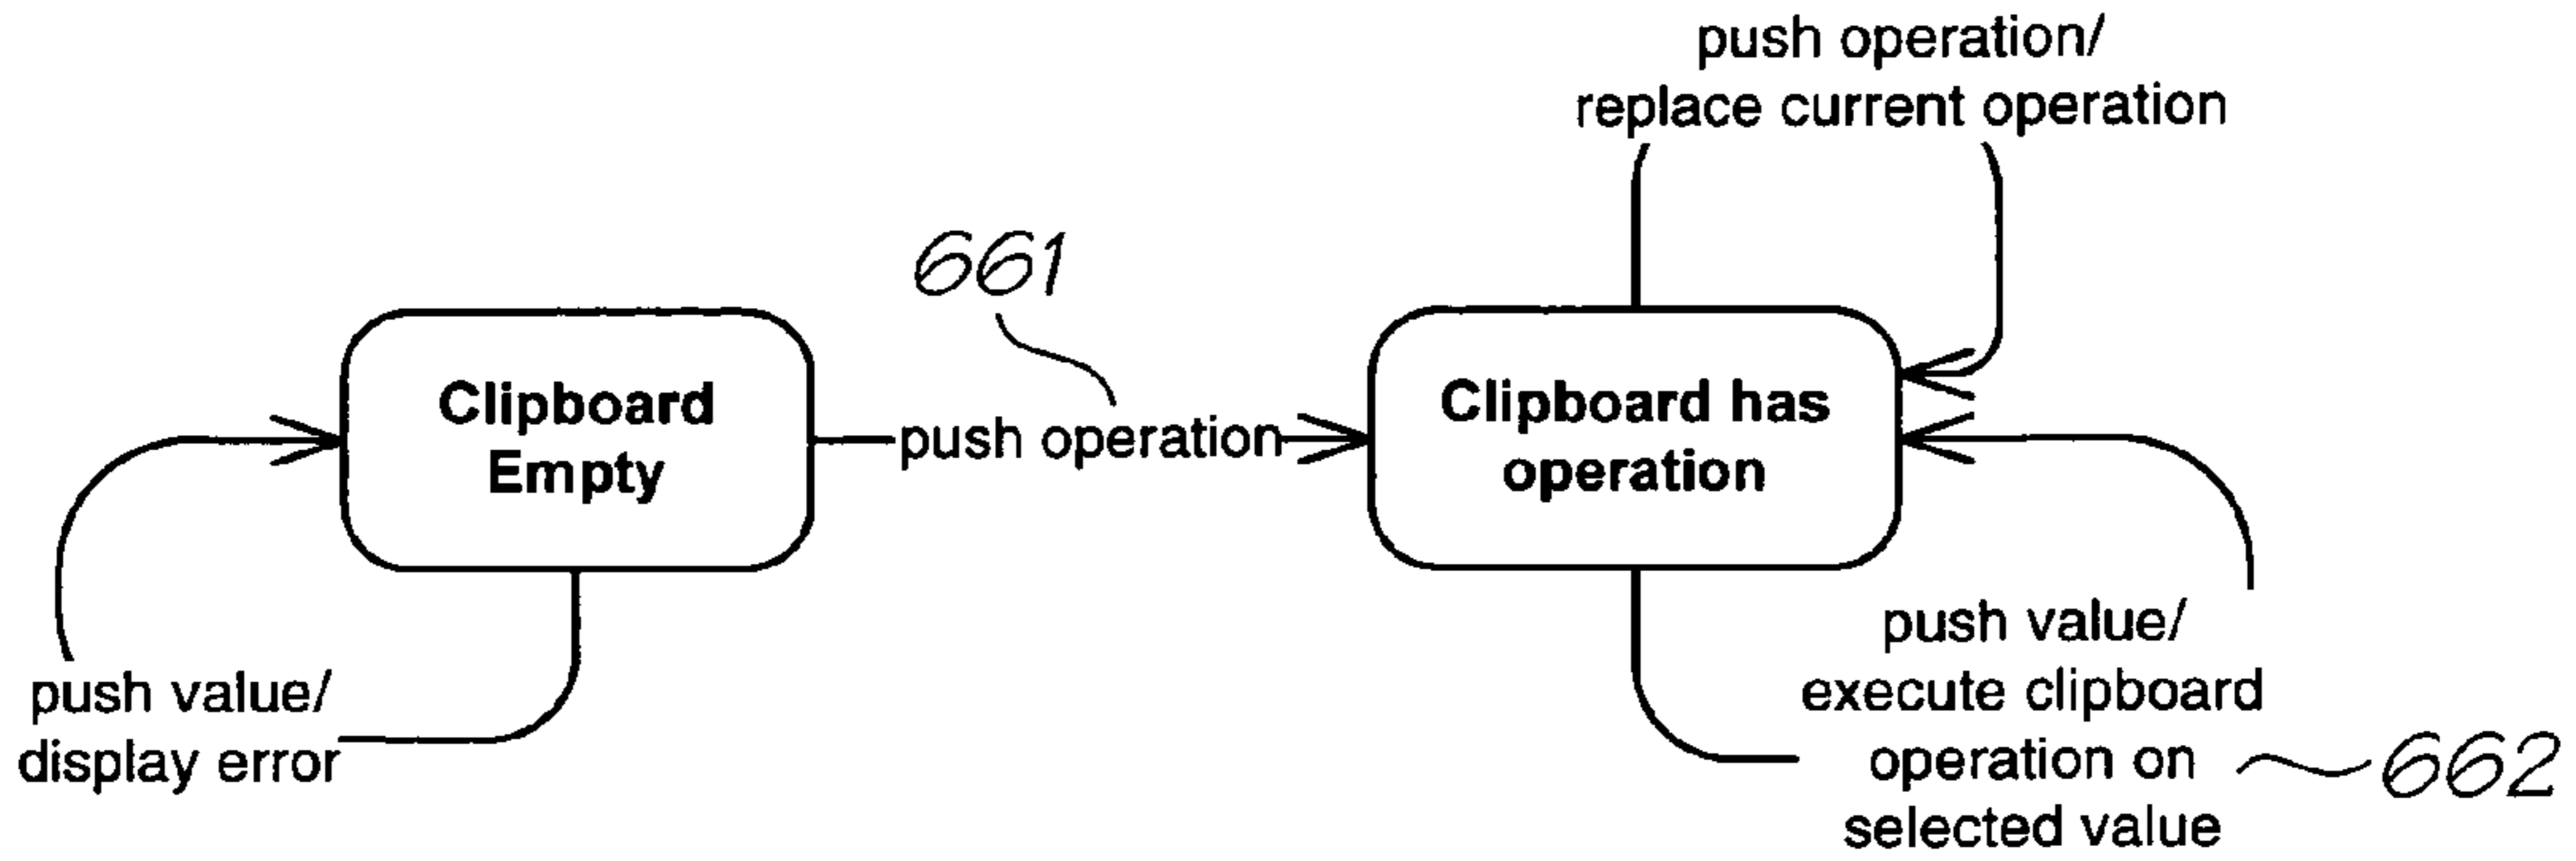 push operation/
replace current operation
661
Clipboard
Empty
push operation
Clipboard has
operation
push value/
display error
push value/
execute clipboard
operation on
selected value
662